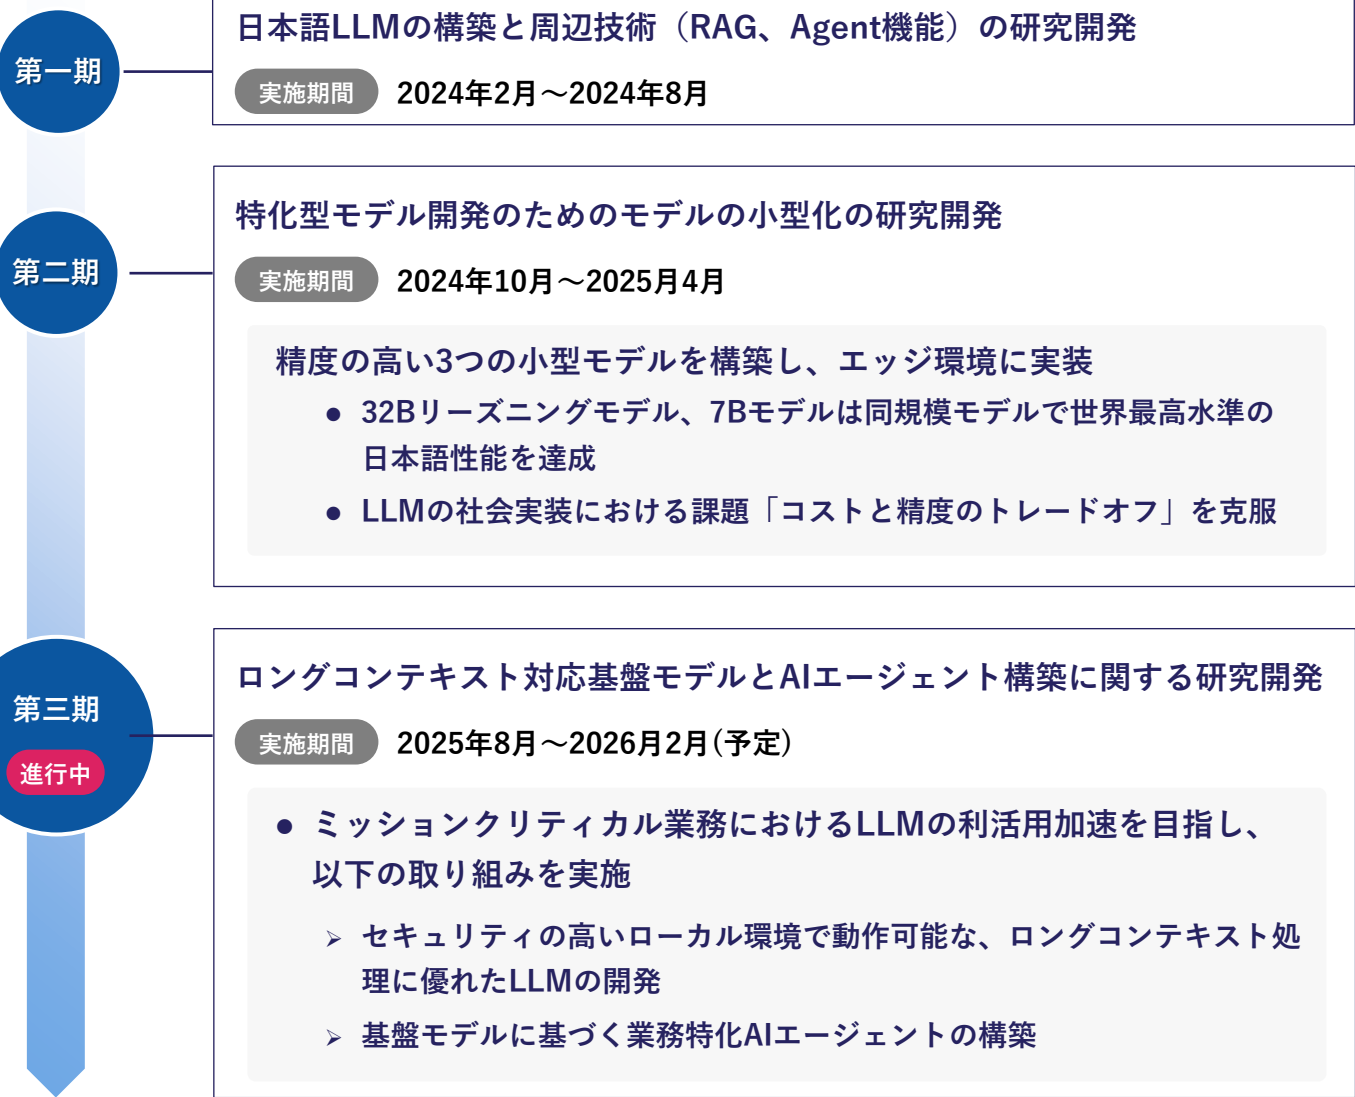 日本語LLMの構築と周辺技術（RAG、Agent機能）の研究開発
第一期
実施期間 2024年2月～2024年8月
特化型モデル開発のためのモデルの小型化の研究開発
第二期
実施期間 2024年10月～2025月4月
精度の高い3つの小型モデルを構築し、エッジ環境に実装
● 32Bリーズニングモデル、7Bモデルは同規模モデルで世界最高水準の
日本語性能を達成
● LLMの社会実装における課題「コストと精度のトレードオフ」を克服
ロングコンテキスト対応基盤モデルとAIエージェント構築に関する研究開発
第三期
進行中
実施期間 2025年8月～2026月2月(予定)
● ミッションクリティカル業務におけるLLMの利活用加速を目指し、
以下の取り組みを実施
➢ セキュリティの高いローカル環境で動作可能な、ロングコンテキスト処
理に優れたLLMの開発
➢ 基盤モデルに基づく業務特化AIエージェントの構築